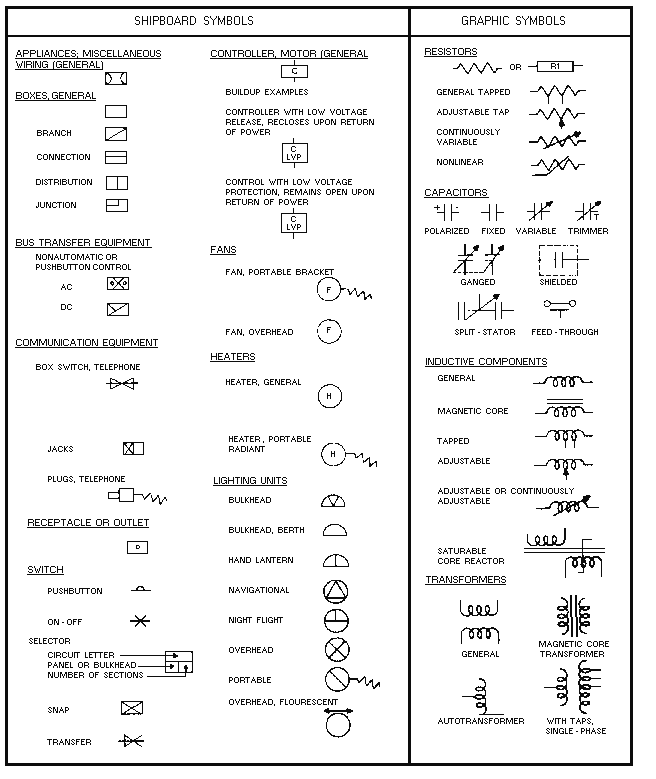 SHIPBOARD SYMBOLS
APPLIANCES; MISCELLANEOUS
WIRING (GENERAL)
BOXES, GENERAL
BRANCH
CONNECTION
DISTRIBUTION
JUNCTION
BUS TRANSFER EQUIPMENT
NONAUTOMATIC OR
PUSHBUTTON CONTROL
AC
DC
COMMUNICATION EQUIPMENT
BOX SWITCH, TELEPHONE
JACKS
PLUGS, TELEPHONE
RECEPTACLE OR OUTLET
D
SWITCH
PUSHBUTTON
ON - OFF
SELECTOR
CIRCUIT LETTER
PANEL OR BULKHEAD
NUMBER OF SECTIONS
SNAP
TRANSFER
CONTROLLER, MOTOR (GENERAL
C
BUILDUP EXAMPLES
CONTROLLER WITH LOW VOLTAGE
RELEASE, RECLOSES UPON RETURN
OF POWER
C
LVP
CONTROL WITH LOW VOLTAGE
PROTECTION, REMAINS OPEN UPON
RETURN OF POWER
C
LVP
FANS
FAN, PORTABLE BRACKET
F
FAN, OVERHEAD
F
HEATERS
HEATER, GENERAL
H
HEATER, PORTABLE
RADIANT
H
LIGHTING UNITS
BULKHEAD
BULKHEAD, BERTH
HAND LANTERN
NAVIGATIONAL
NIGHT FLIGHT
OVERHEAD
PORTABLE
OVERHEAD, FLOURESCENT
GRAPHIC SYMBOLS
RESISTORS
OR R1
GENERAL TAPPED
ADJUSTABLE TAP
CONTINUOUSLY
VARIABLE
NONLINEAR
CAPACITORS
+
T
POLARIZED FIXED VARIABLE TRIMMER
GANGED SHIELDED
SPLIT - STATOR FEED - THROUGH
INDUCTIVE COMPONENTS
GENERAL
MAGNETIC CORE
TAPPED
ADJUSTABLE
ADJUSTABLE OR CONTINUOUSLY
ADJUSTABLE
SATURABLE
CORE REACTOR
TRANSFORMERS
GENERAL
MAGNETIC CORE
TRANSFORMER
AUTOTRANSFORMER
WITH TAPS,
SINGLE - PHASE